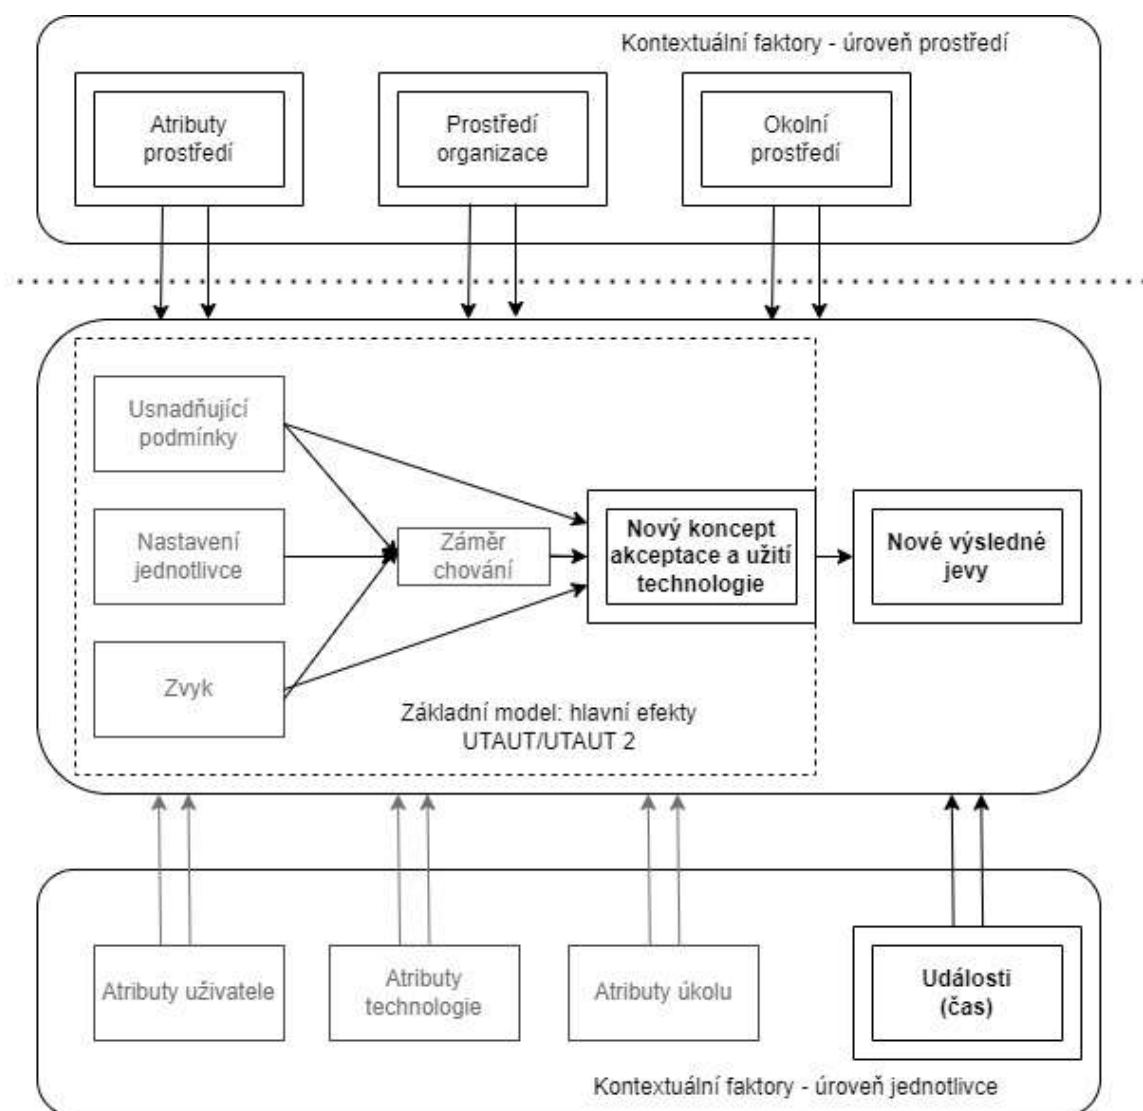 Kontextuální faktory - úroveň prostředí
Atributy
prostředí
Prostředí
organizace
Okolní
prostředí
Usnadňující
podmínky
Nastavení
jednotlivce
Zvyk
Záměr
chování
Nový koncept
akceptace a užití
technologie
Nové výsledné
jevy
Základní model: hlavní efekty
UTAUT/UTAUT 2
Atributy uživatele
Atributy
technologie
Atributy úkolu
Události
(čas)
Kontextuální faktory - úroveň jednotlivce